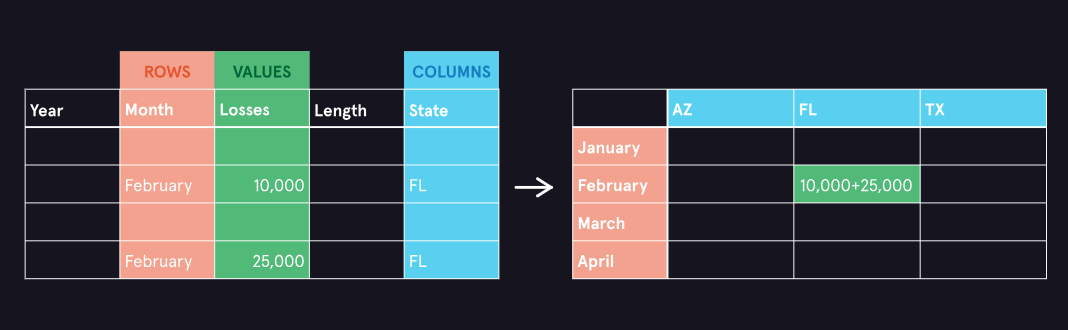 ROWS VALUES COLUMNS
Year Month Losses Length State
February 10,000 FL
February 25,000 FL
AZ FL TX
January
February 10,000+25,000
March
April